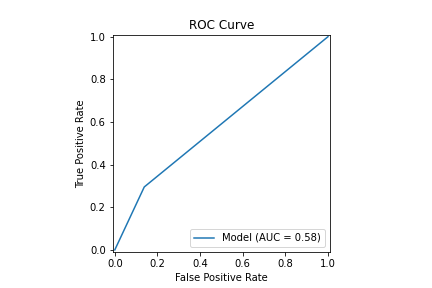 ROC Curve
1.0
0.8
0.6
0.4
0.2
0.0
True Positive Rate
Model (AUC = 0.58)
0.0 0.2 0.4 0.6 0.8 1.0
False Positive Rate